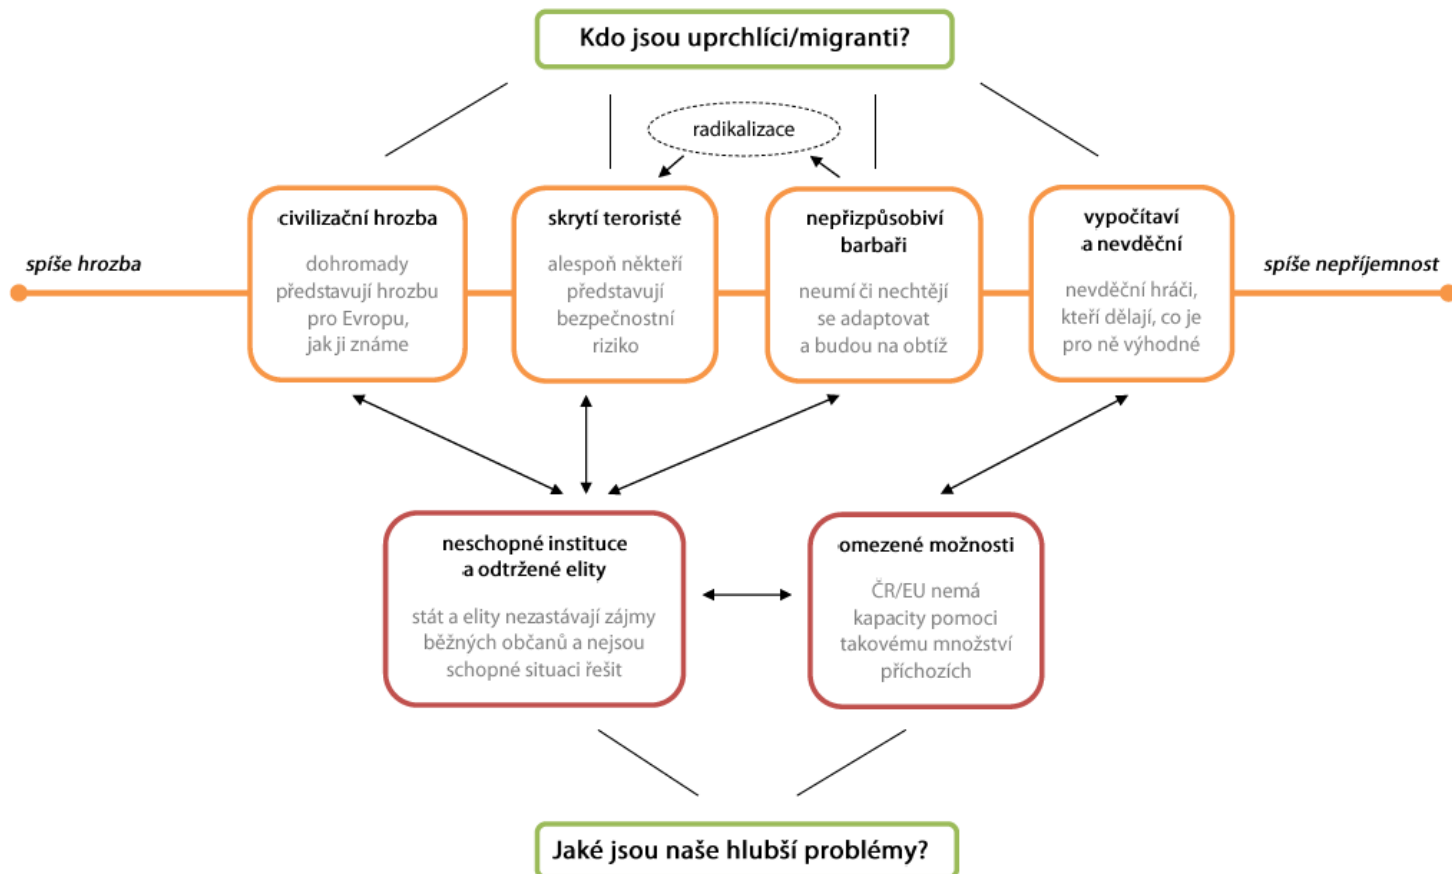 Kdo jsou uprchlíci/migranti?
radikalizace
spíše hrozba
civilizační hrozba
dohromady
představují hrozbu
pro Evropu,
jak ji známe
skrytí teroristé
alespoň někteří
představují
bezpečnostní
riziko
nepřizpůsobiví
barbaři
neumí či nechtějí
se adaptovat
a budou na obtíž
vypočítaví
a nevděční
nevděční hráči,
kteří dělají, co je
pro ně výhodné
spíše nepříjemnost
neschopné instituce
a odtržené elity
stát a elity nezastávají zájmy
běžných občanů a nejsou
schopné situaci řešit
omezené možnosti
ČR/EU nemá
kapacity pomoci
takovému množství
příchozích
Jaké jsou naše hlubší problémy?